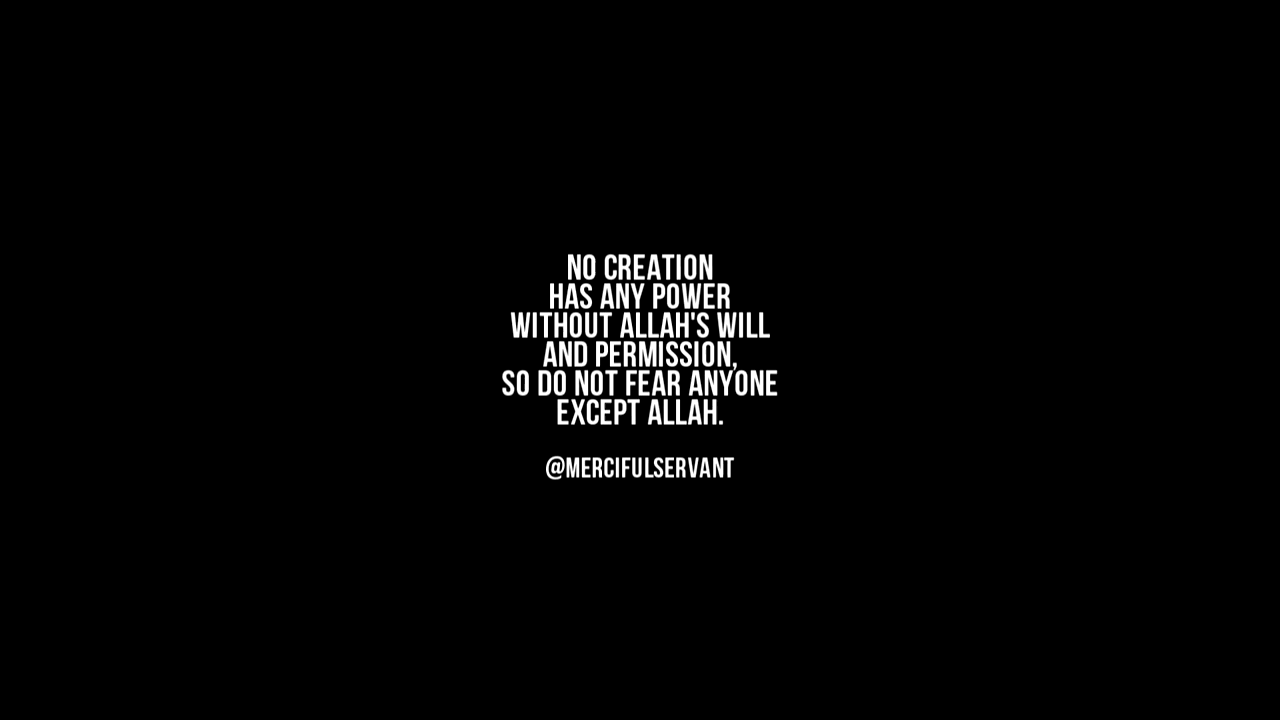 NO CREATION
HAS ANY POWER
WITHOUT ALLAH'S WILL
AND PERMISSION,
SO DO NOT FEAR ANYONE
EXCEPT ALLAH.
@MERCIFULSERVANT